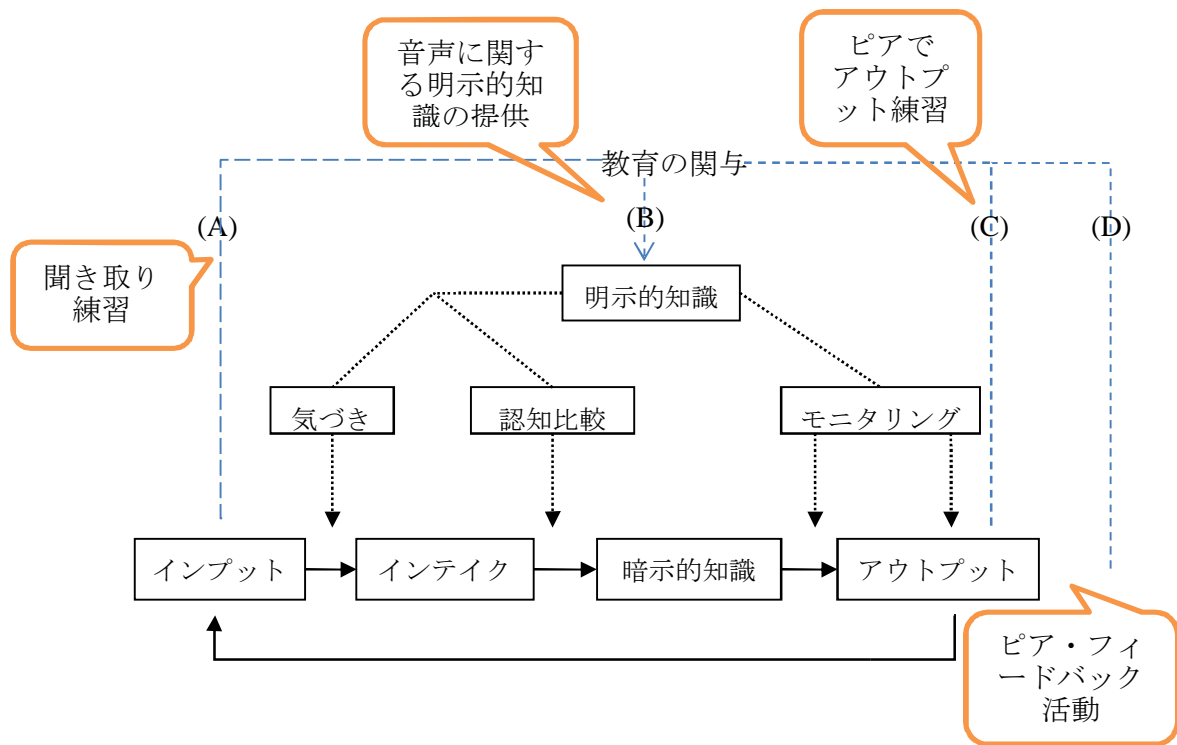 音声に関す
る明示的知
識の提供
ピアで
アウトプ
ット練習
教育の関与
(A)
(B)
(C)
(D)
聞き取り
練習
明示的知識
気づき
認知比較
モニタリング
インプット
インテイク
暗示的知識
アウトプット
ピア・フィ
ードバック
活動